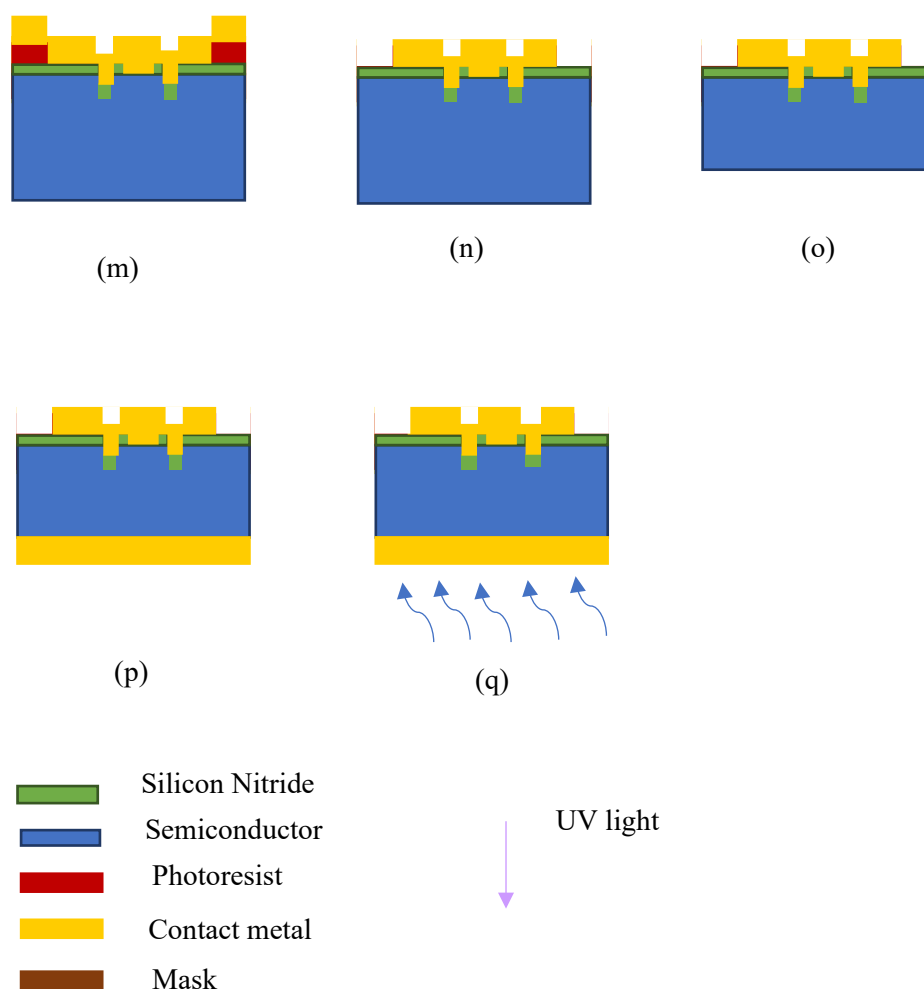 (m)
(n)
(o)
(p)
(q)
Silicon Nitride
UV light
Semiconductor
Photoresist
Contact metal
Mask